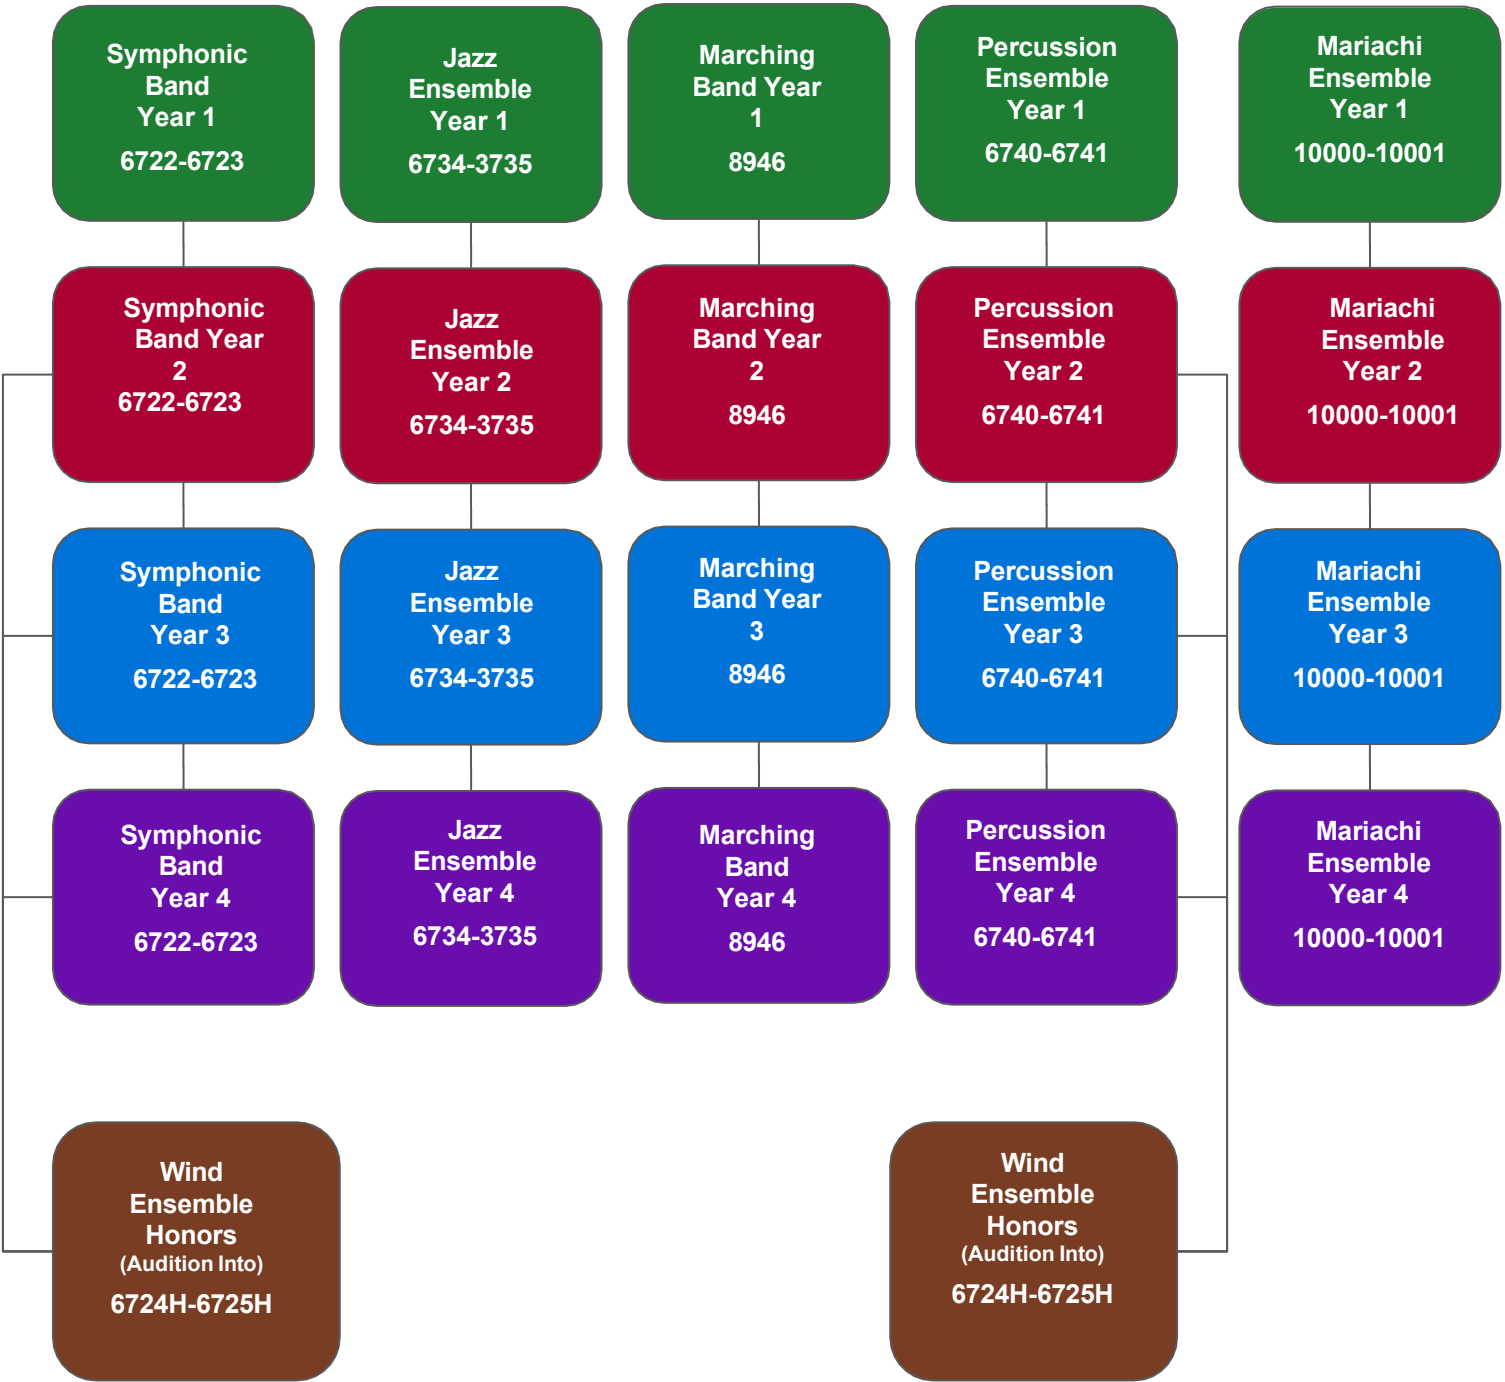 Symphonic
Band
Year 1
6722-6723
Jazz
Ensemble
Year 1
6734-3735
Marching
Band Year
1
8946
Percussion
Ensemble
Year 1
6740-6741
Mariachi
Ensemble
Year 1
10000-10001
Symphonic
Band Year
2
6722-6723
Jazz
Ensemble
Year 2
6734-3735
Marching
Band Year
2
8946
Percussion
Ensemble
Year 2
6740-6741
Mariachi
Ensemble
Year 2
10000-10001
Symphonic
Band
Year 3
6722-6723
Jazz
Ensemble
Year 3
6734-3735
Marching
Band Year
3
8946
Percussion
Ensemble
Year 3
6740-6741
Mariachi
Ensemble
Year 3
10000-10001
Symphonic
Band
Year 4
6722-6723
Jazz
Ensemble
Year 4
6734-3735
Marching
Band
Year 4
8946
Percussion
Ensemble
Year 4
6740-6741
Mariachi
Ensemble
Year 4
10000-10001
Wind
Ensemble
Honors
(Audition Into)
6724H-6725H
Wind
Ensemble
Honors
(Audition Into)
6724H-6725H